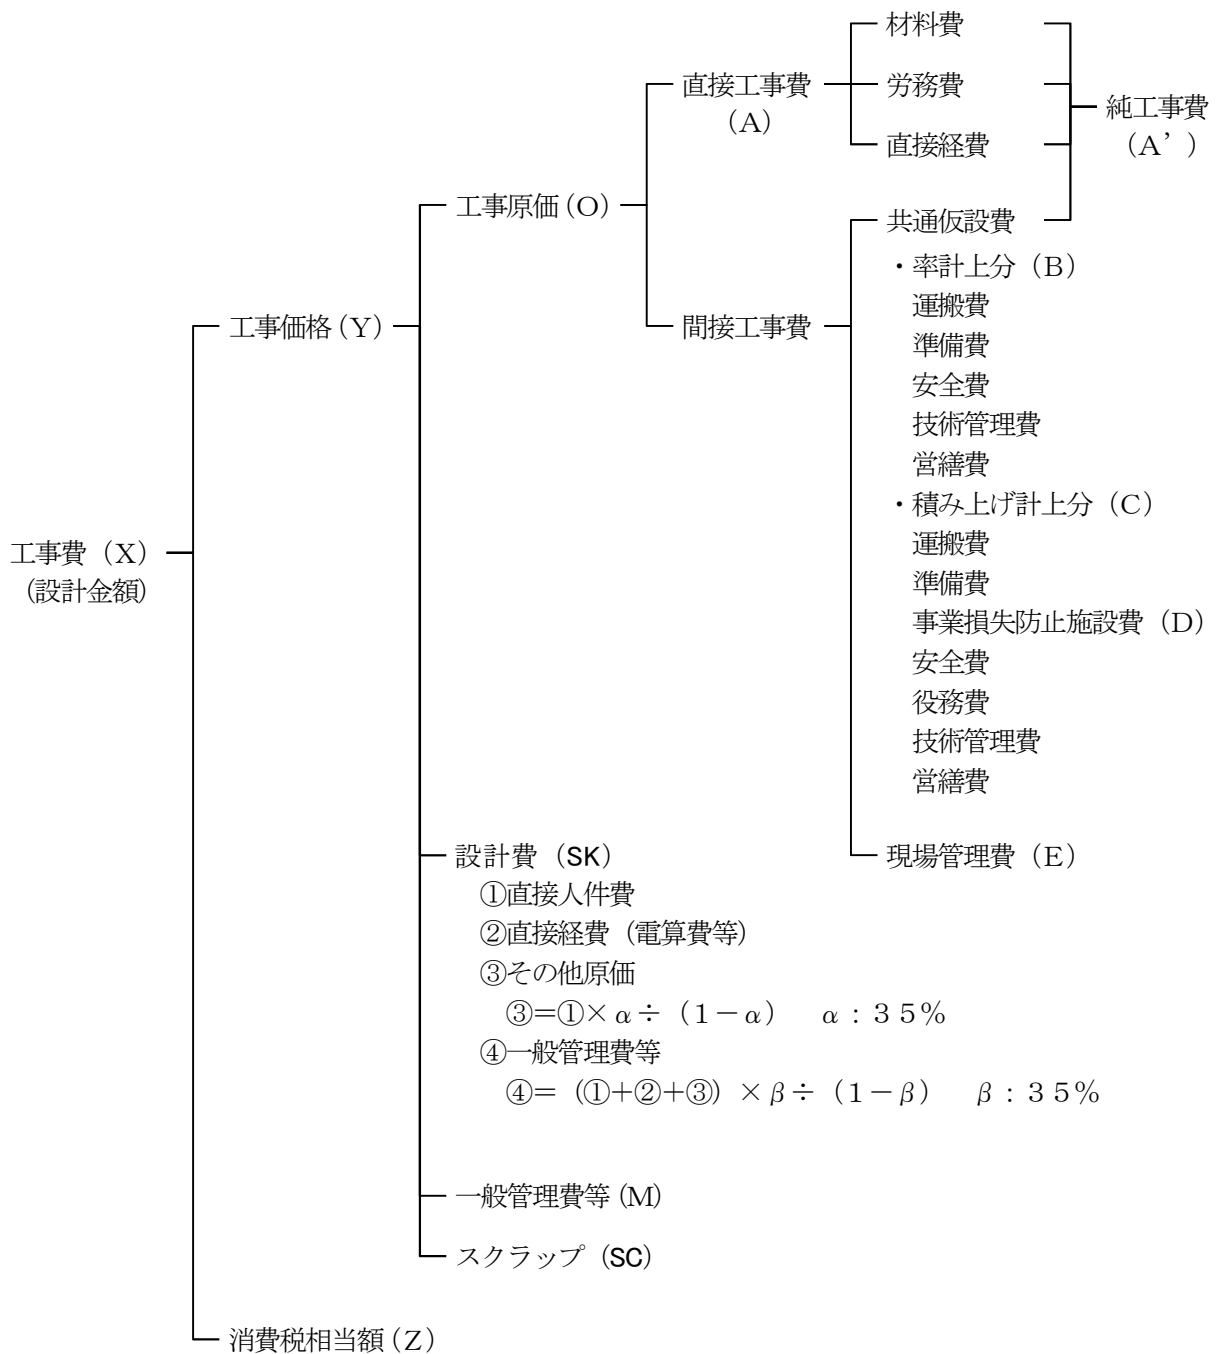 材料費
直接工事費
（A）
労務費
直接経費
純工事費
（A’）
工事原価(O)
共通仮設費
・率計上分（B）
運搬費
工事価格(Y)
間接工事費
準備費
安全費
技術管理費
営繕費
・積み上げ計上分（C）
運搬費
工事費（X）
（設計金額）
準備費
事業損失防止施設費（D）
安全費
役務費
技術管理費
営繕費
設計費（SK）
現場管理費（E）
①直接人件費
②直接経費（電算費等）
③その他原価
③＝①×α÷（１－α）　α：３５％
④一般管理費等
④＝（①＋②＋③）×β÷（１－β）　β：３５％
一般管理費等(M)
スクラップ（SC）
消費税相当額(Z)